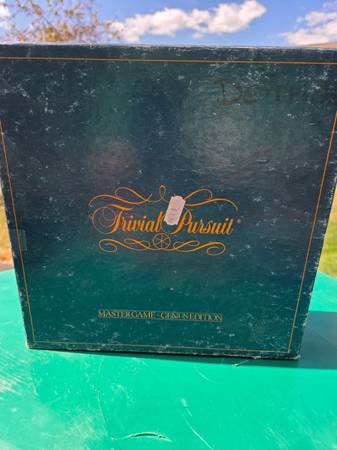 Trivial Pursuit®
MASTER GAME - GENUS EDITION